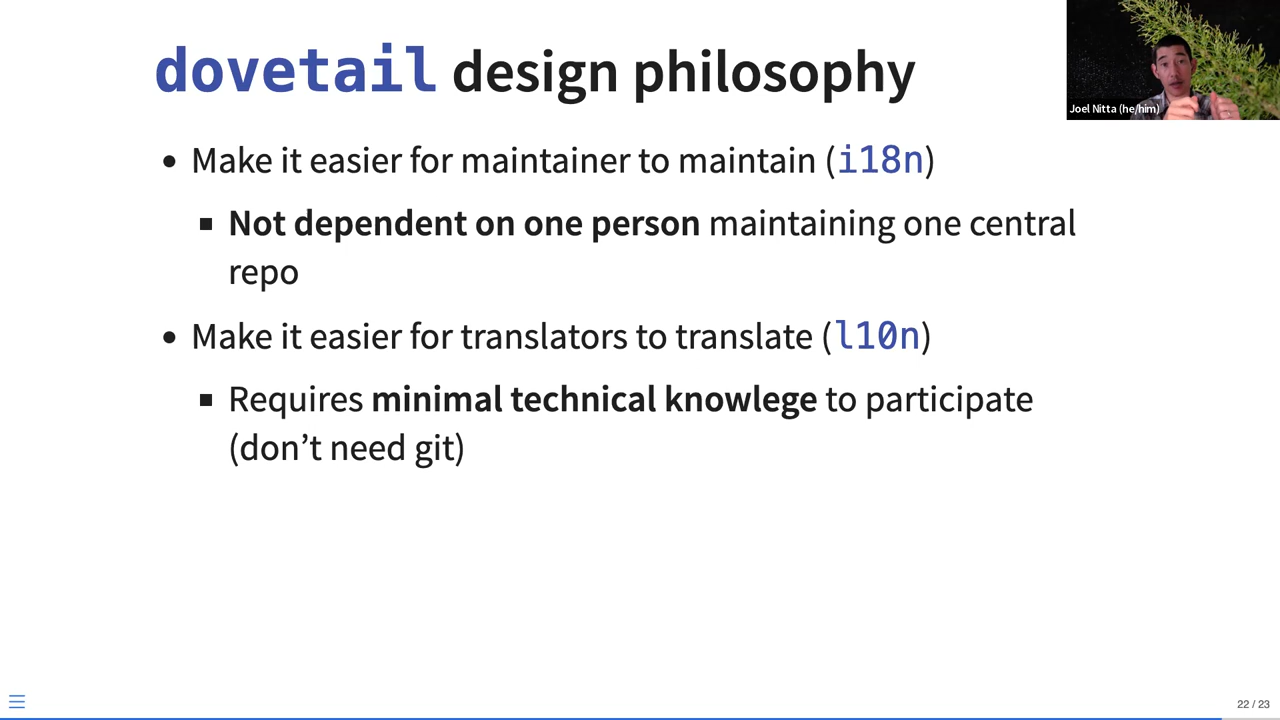 dovetail design philosophy
Joel Nitta (he/him)
• Make it easier for maintainer to maintain (i18n)
▪ Not dependent on one person maintaining one central
repo
• Make it easier for translators to translate (l10n)
▪ Requires minimal technical knowlege to participate
(don’t need git)
22 / 23